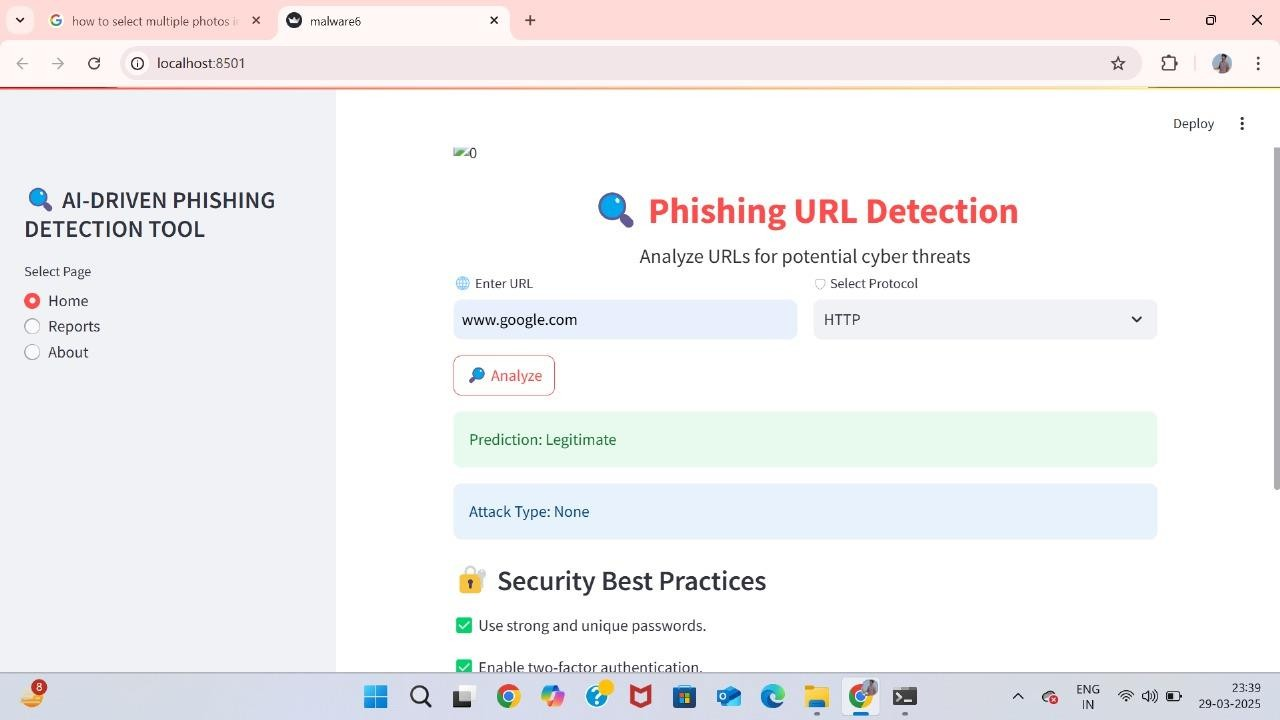 how to select multiple photos i
malware6
localhost:8501
Deploy
0
AI-DRIVEN PHISHING
DETECTION TOOL
Select Page
Home
Reports
About
Phishing URL Detection
Analyze URLs for potential cyber threats
Enter URL
Select Protocol
www.google.com
HTTP
Analyze
Prediction: Legitimate
Attack Type: None
Security Best Practices
Use strong and unique passwords.
Enable two-factor authentication.
8
ENG
IN
23:39
29-03-2025